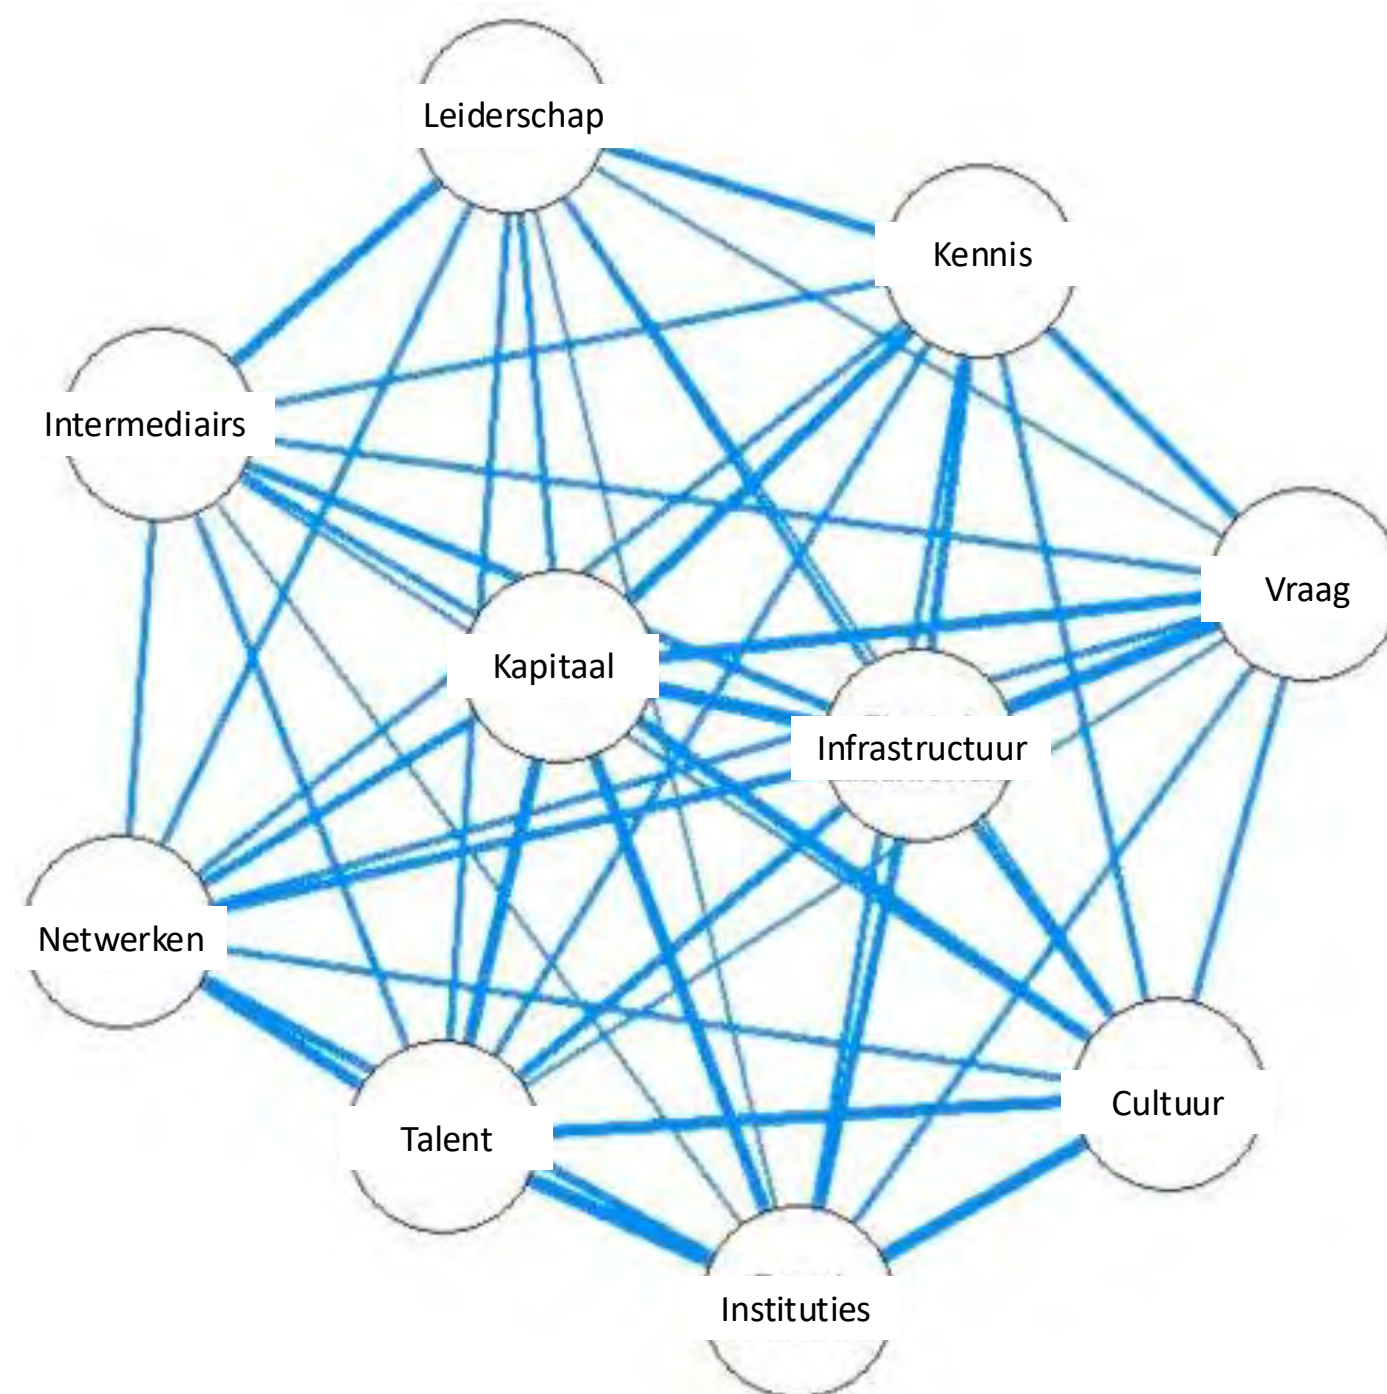 Leiderschap
Kennis
Intermediairs
Vraag
Kapitaal
Infrastructuur
Netwerken
Cultuur
Talent
Instituties